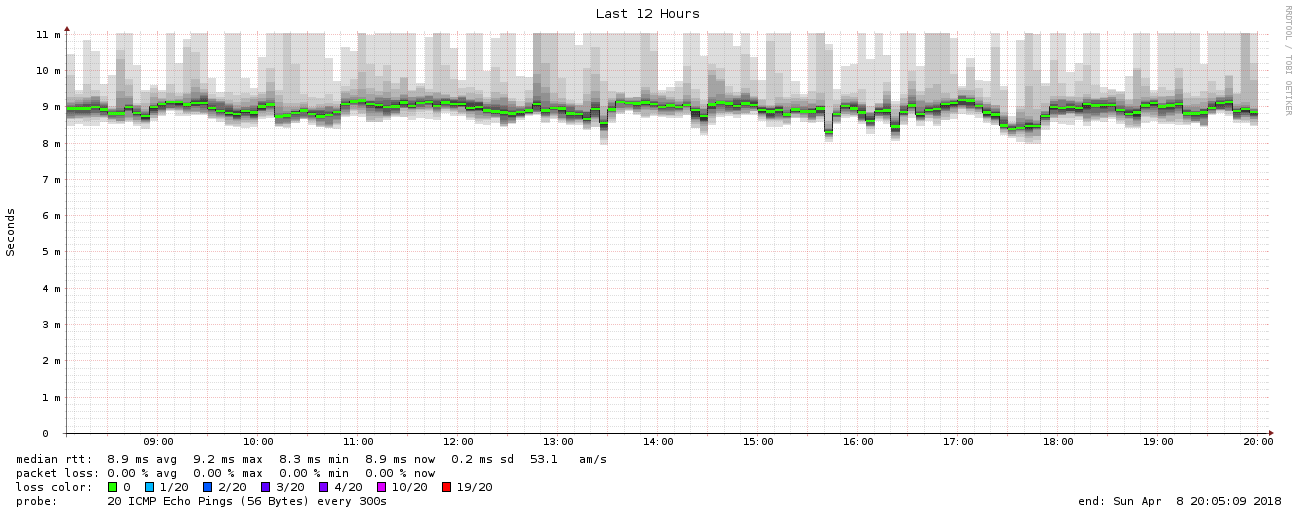 Last 12 Hours
RRDTOOL / TOBI OETIKER
11 m
10 m
9 m
8 m
7 m
6 m
5 m
4 m
3 m
2 m
1 m
0
Seconds
09:00 10:00 11:00 12:00 13:00 14:00 15:00 16:00 17:00 18:00 19:00 20:00
median rtt: 8.9 ms avg 9.2 ms max 8.3 ms min 8.9 ms now 0.2 ms sd 53.1 am/s
packet loss: 0.00 % avg 0.00 % max 0.00 % min 0.00 % now
loss color: 0 1/20 2/20 3/20 4/20 10/20 19/20
probe: 20 ICMP Echo Pings (56 Bytes) every 300s end: Sun Apr 8 20:05:09 2018